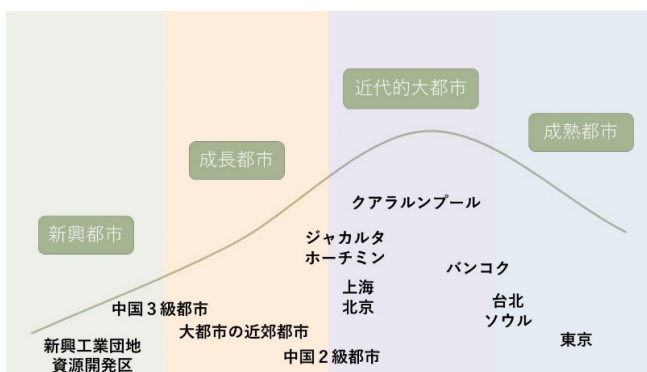 近代的大都市
成熟都市
成長都市
新興都市
クアラルンプール
ジャカルタ
ホーチミン
バンコク
上海
北京
台北
ソウル
中国3級都市
大都市の近郊都市
東京
新興工業団地
資源開発区
中国2級都市